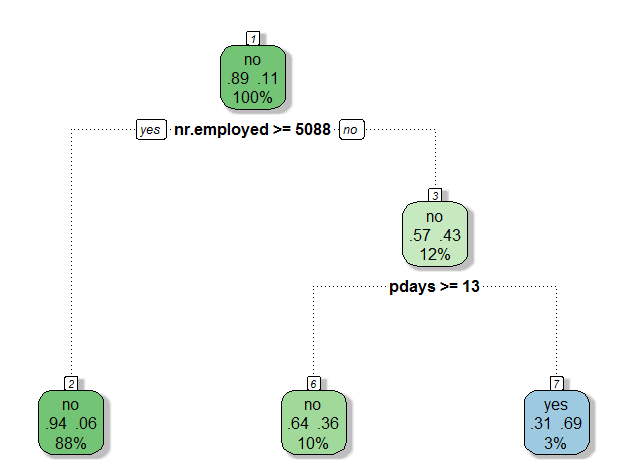 1
no
.89 .11
100%
yes nr.employed >= 5088 no
3
no
.57 .43
12%
pdays >= 13
2
no
.94 .06
88%
6
no
.64 .36
10%
7
yes
.31 .69
3%